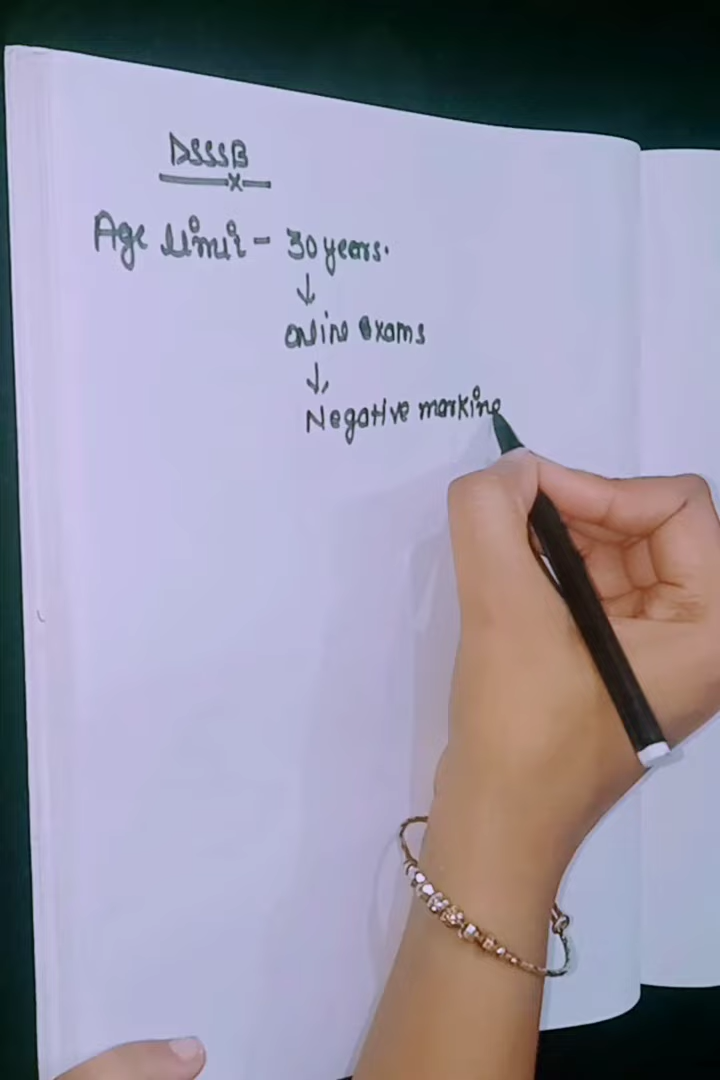 DSSSB
Age limit - 30 years.
↓
online exams
↓
Negative marking